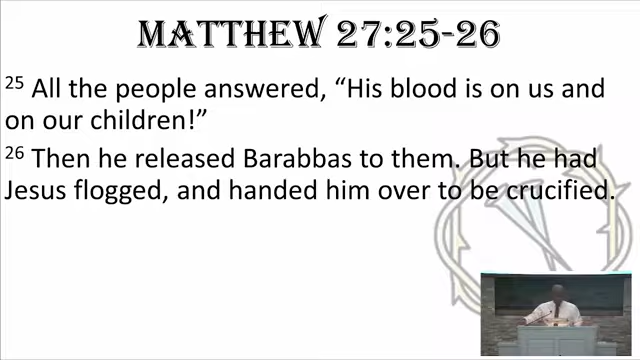 MATTHEW 27:25-26
25 All the people answered, “His blood is on us and
on our children!”
26 Then he released Barabbas to them. But he had
Jesus flogged, and handed him over to be crucified.